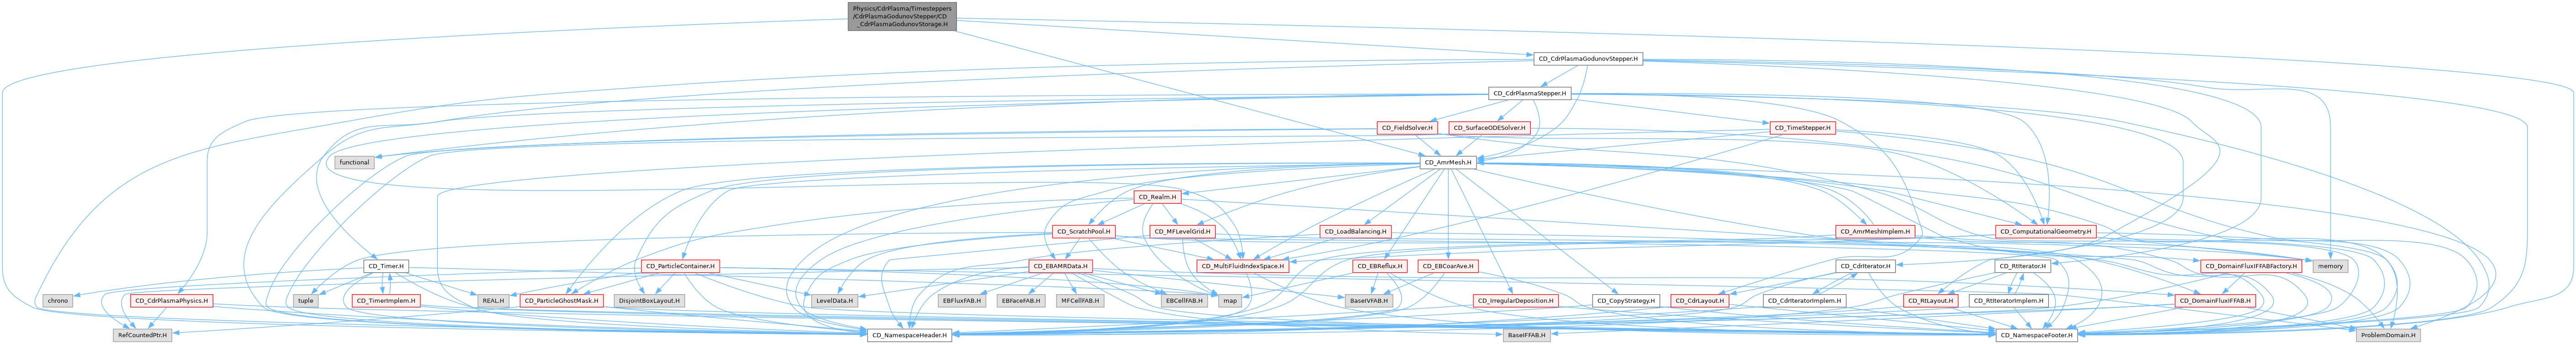 Physics/CdrPlasma/Timesteppers
/CdrPlasmaGodunovStepper/CD
_CdrPlasmaGodunovStorage.H
CD_CdrPlasmaGodunovStepper.H
CD_CdrPlasmaStepper.H
CD_FieldSolver.H
CD_SurfaceODESolver.H
CD_TimeStepper.H
functional
CD_AmrMesh.H
CD_Realm.H
CD_ScratchPool.H
CD_MFLevelGrid.H
CD_LoadBalancing.H
CD_AmrMeshImplem.H
CD_ComputationalGeometry.H
CD_Timer.H
CD_ParticleContainer.H
CD_EBAMRData.H
CD_MultiFluidIndexSpace.H
CD_EBReflux.H
CD_EBCoarAve.H
CD_CdrIterator.H
CD_RtIterator.H
CD_DomainFluxIFFABFactory.H
memory
chrono
CD_CdrPlasmaPhysics.H
tuple
CD_TimerImplem.H
REAL.H
CD_ParticleGhostMask.H
DisjointBoxLayout.H
LevelData.H
EBFluxFAB.H
EBFaceFAB.H
MFCellFAB.H
EBCellFAB.H
map
BaseIVFAB.H
CD_IrregularDeposition.H
CD_CopyStrategy.H
CD_CdrLayout.H
CD_CdrIteratorImplem.H
CD_RtLayout.H
CD_RtIteratorImplem.H
CD_DomainFluxIFFAB.H
RefCountedPtr.H
CD_NamespaceHeader.H
BaseIFFAB.H
CD_NamespaceFooter.H
ProblemDomain.H